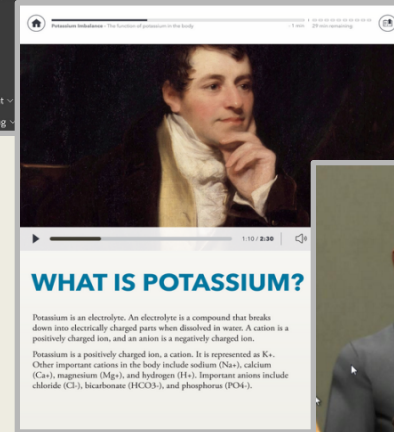 Potassium Imbalance - The function of potassium in the body
~ 1 min
29 min remaining
t
g
1:10 / 2:30
WHAT IS POTASSIUM?
Potassium is an electrolyte. An electrolyte is a compound that breaks
down into electrically charged parts when dissolved in water. A cation is a
positively charged ion, and an anion is a negatively charged ion.
Potassium is a positively charged ion, a cation. It is represented as K+.
Other important cations in the body include sodium (Na+), calcium
(Ca+), magnesium (Mg+), and hydrogen (H+). Important anions include
chloride (Cl-), bicarbonate (HCO3-), and phosphorus (PO4-).